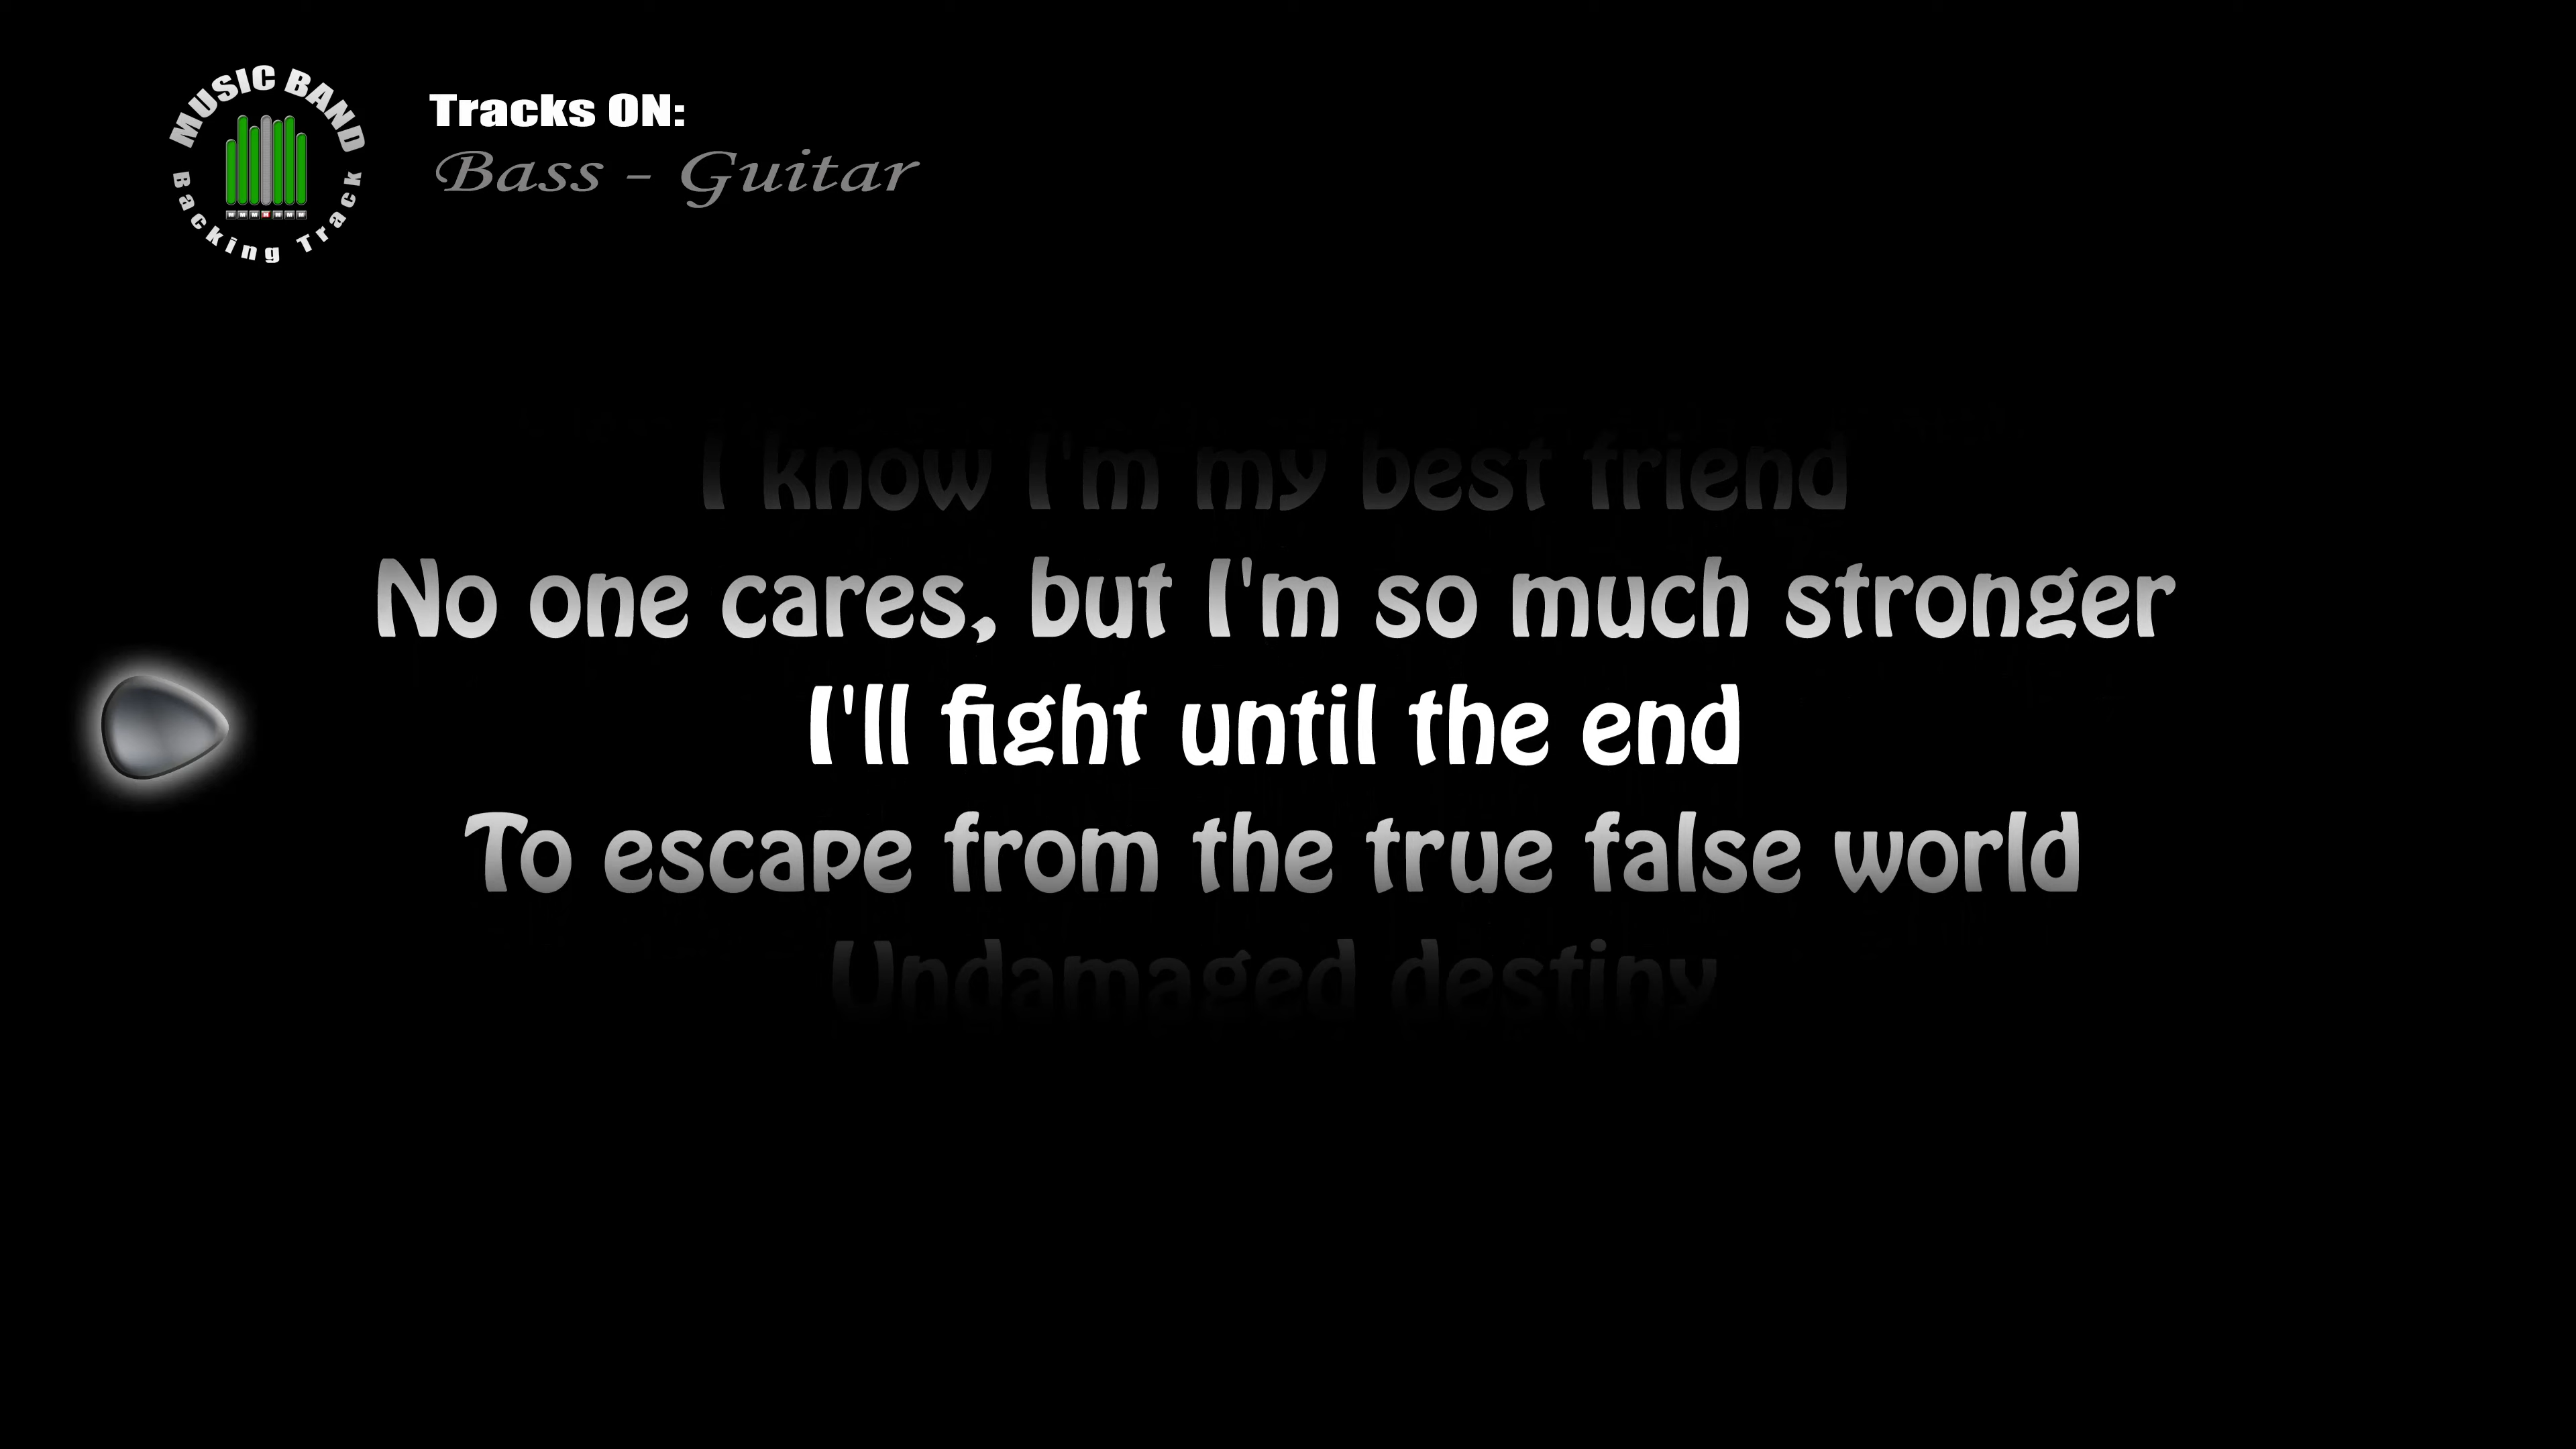 MUSIC BAND
Backing Track
Tracks ON:
Bass - Guitar
I know I'm my best friend
No one cares, but I'm so much stronger
I'll fight until the end
To escape from the true false world
Undamaged destiny